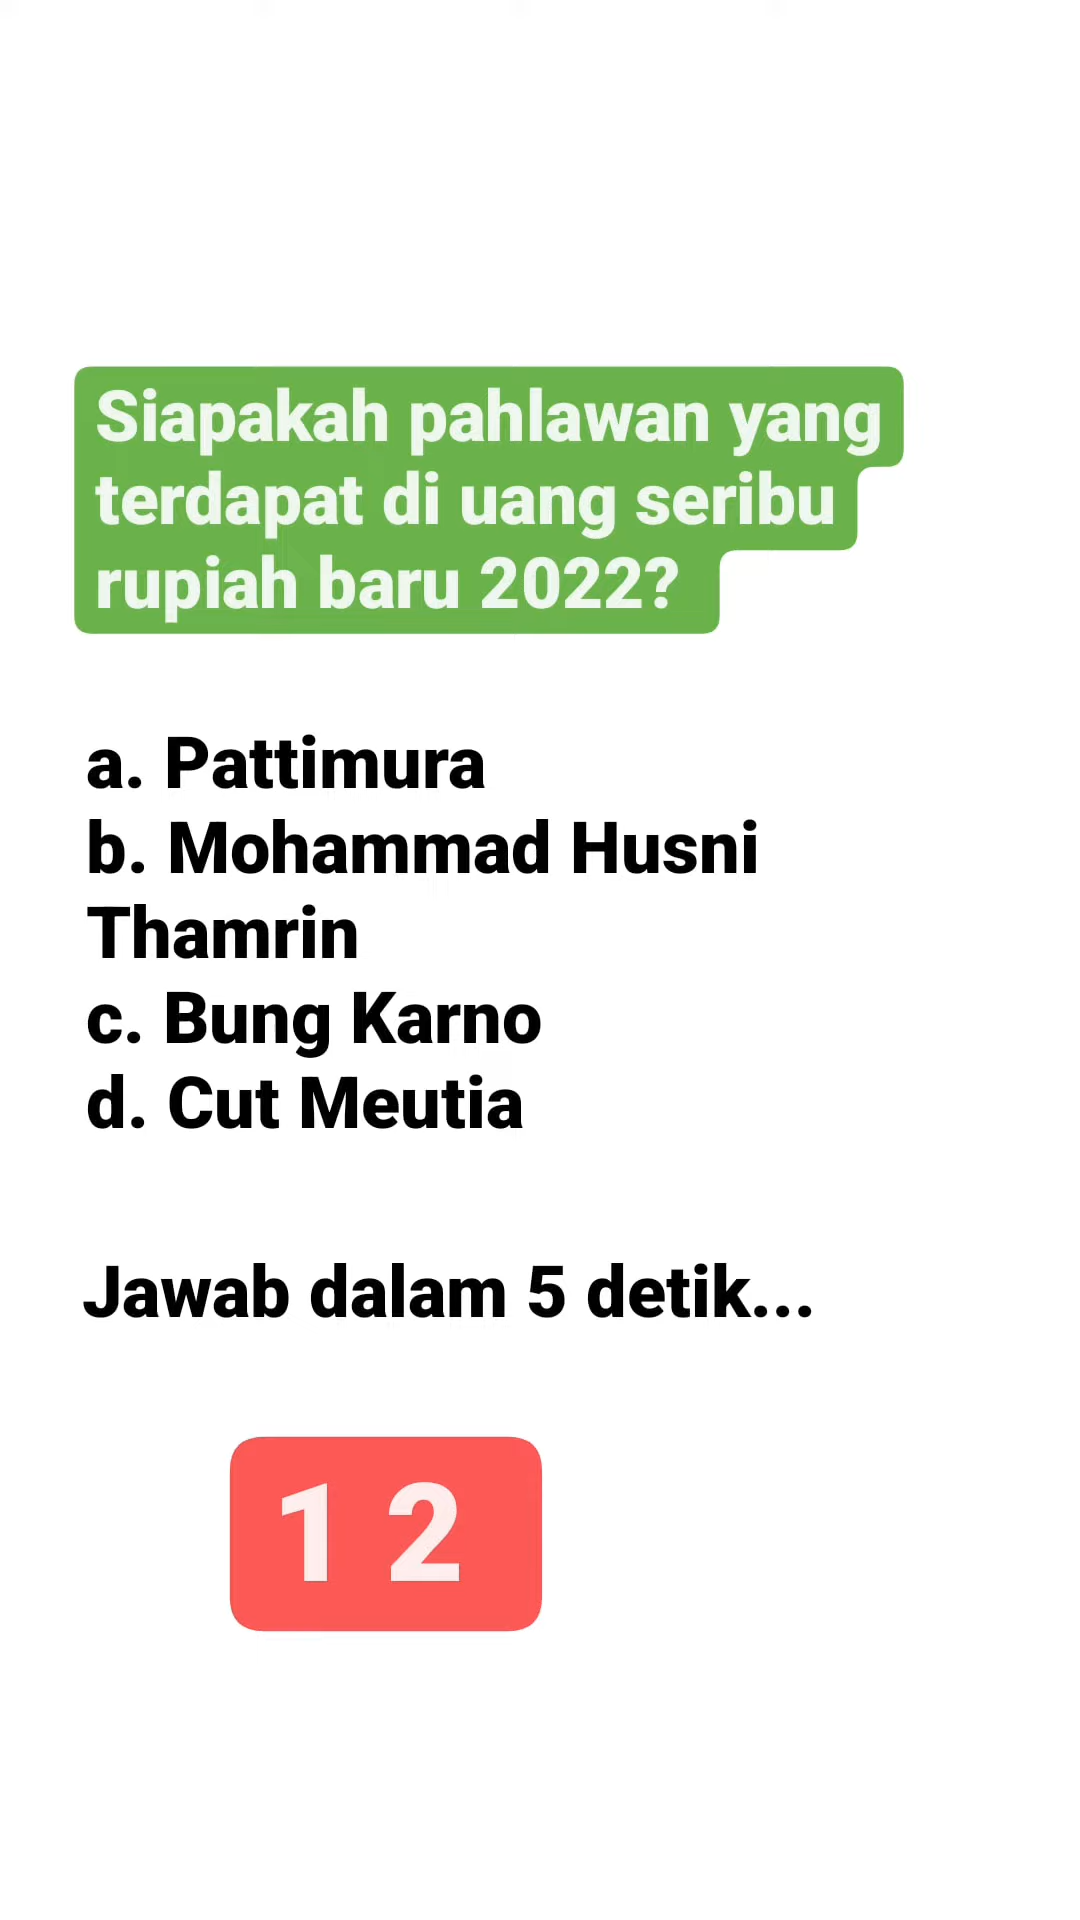 Siapakah pahlawan yang
terdapat di uang seribu
rupiah baru 2022?
a. Pattimura
b. Mohammad Husni
Thamrin
c. Bung Karno
d. Cut Meutia
Jawab dalam 5 detik...
1 2